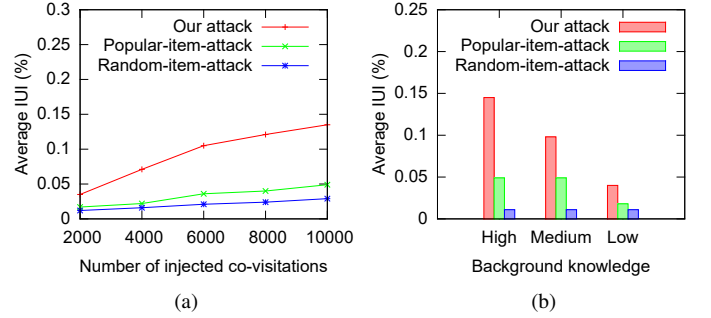 Average IUI (%)
0.3
0.25
0.2
0.15
0.1
0.05
0
Our attack
Popular-item-attack
Random-item-attack
2000 4000 6000 8000 10000
Number of injected co-visitations
(a)
Average IUI (%)
0.25
0.2
0.15
0.1
0.05
0
Our attack
Popular-item-attack
Random-item-attack
High Medium Low
Background knowledge
(b)